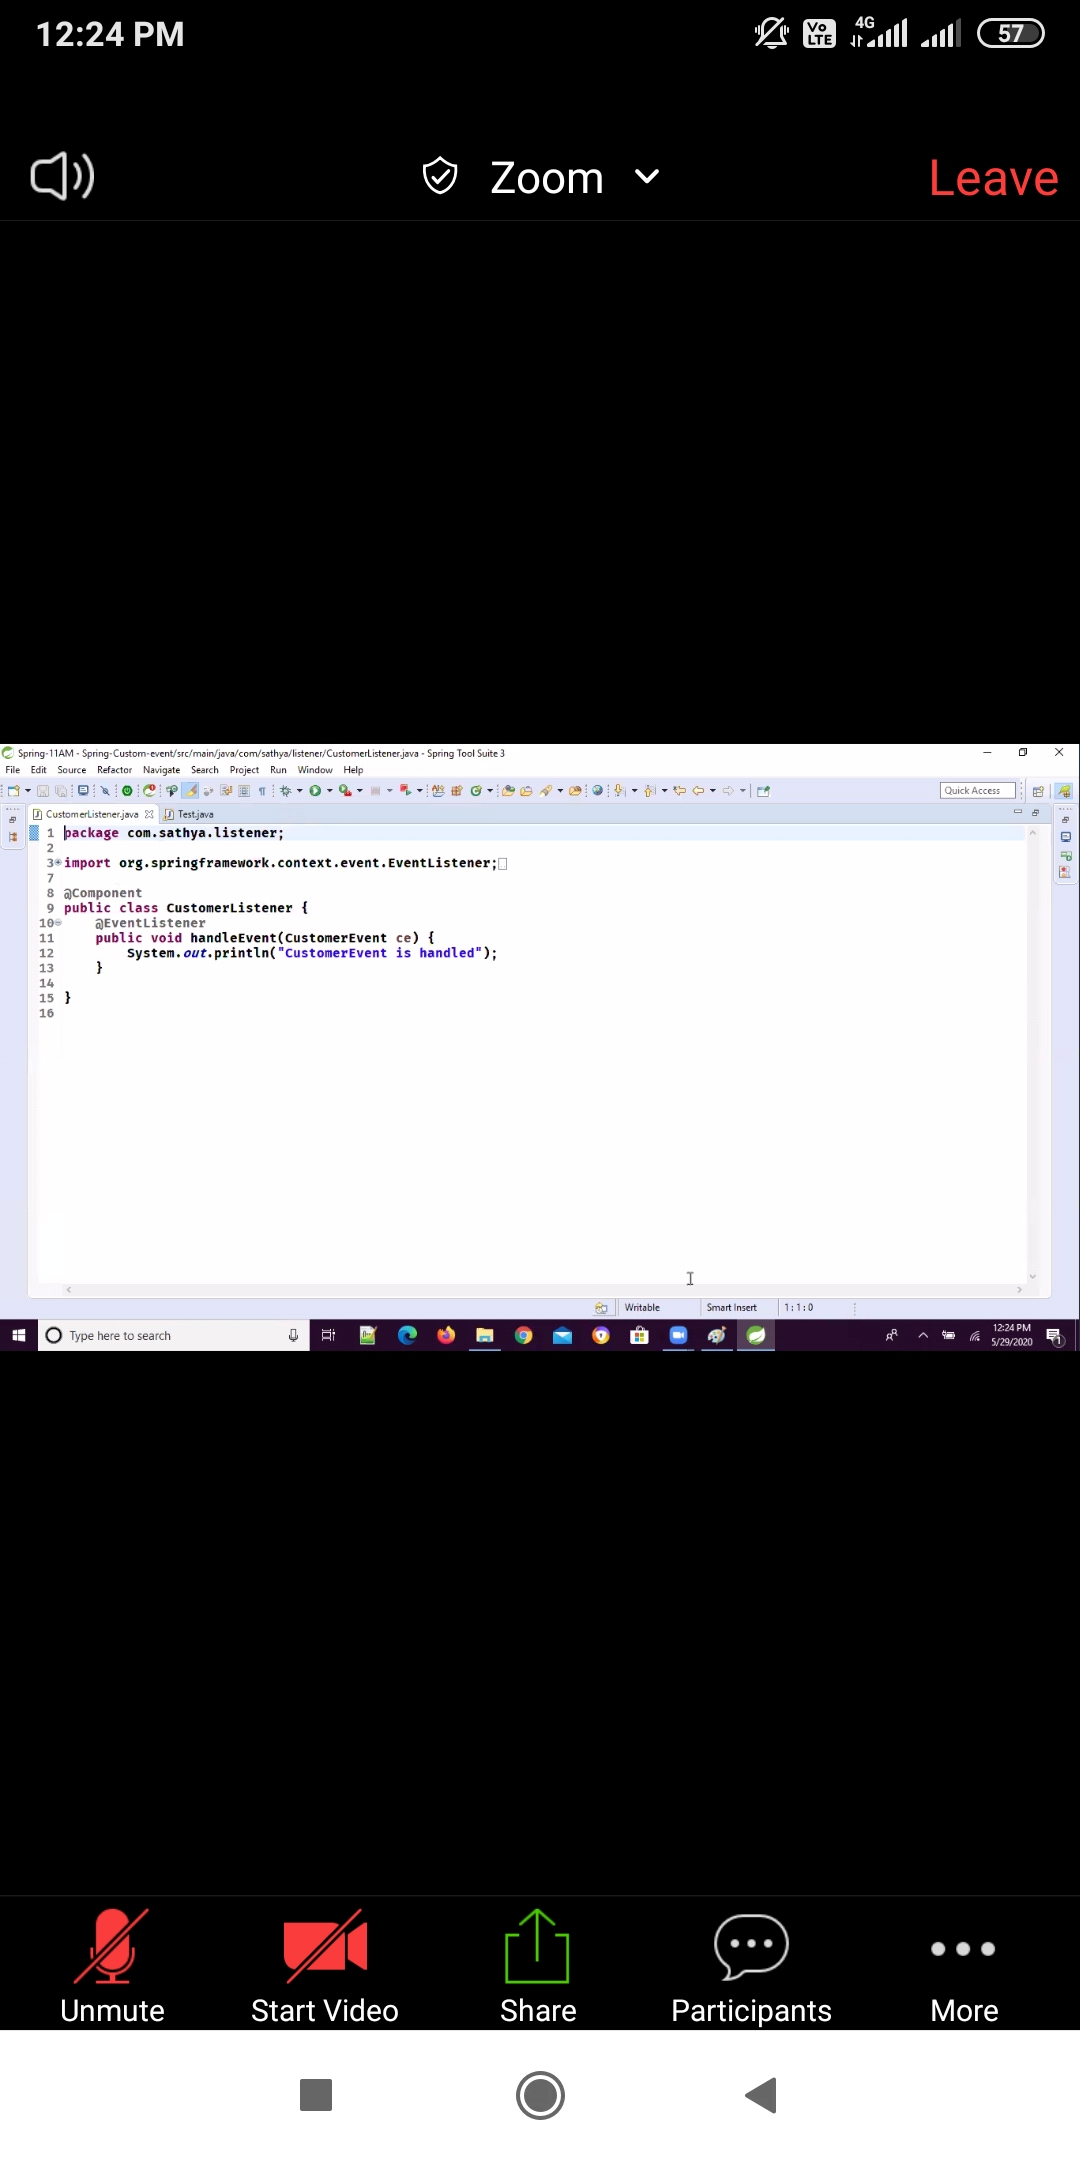 12:24 PM
Vo LTE
4G
57
Zoom
Leave
Spring-11AM - Spring-Custom-event/src/main/java/com/sathya/listener/CustomerListener.java - Spring Tool Suite 3
File Edit Source Refactor Navigate Search Project Run Window Help
Quick Access
CustomerListener.java Test.java
1 package com.sathya.listener;
2
3 import org.springframework.context.event.EventListener;
7
8 @Component
9 public class CustomerListener {
10 @EventListener
11 public void handleEvent(CustomerEvent ce) {
12 System.out.println("CustomerEvent is handled");
13 }
14
15 }
16
Writable Smart Insert 1:1:0
Type here to search
12:24 PM
5/29/2020
1
Unmute Start Video Share Participants More